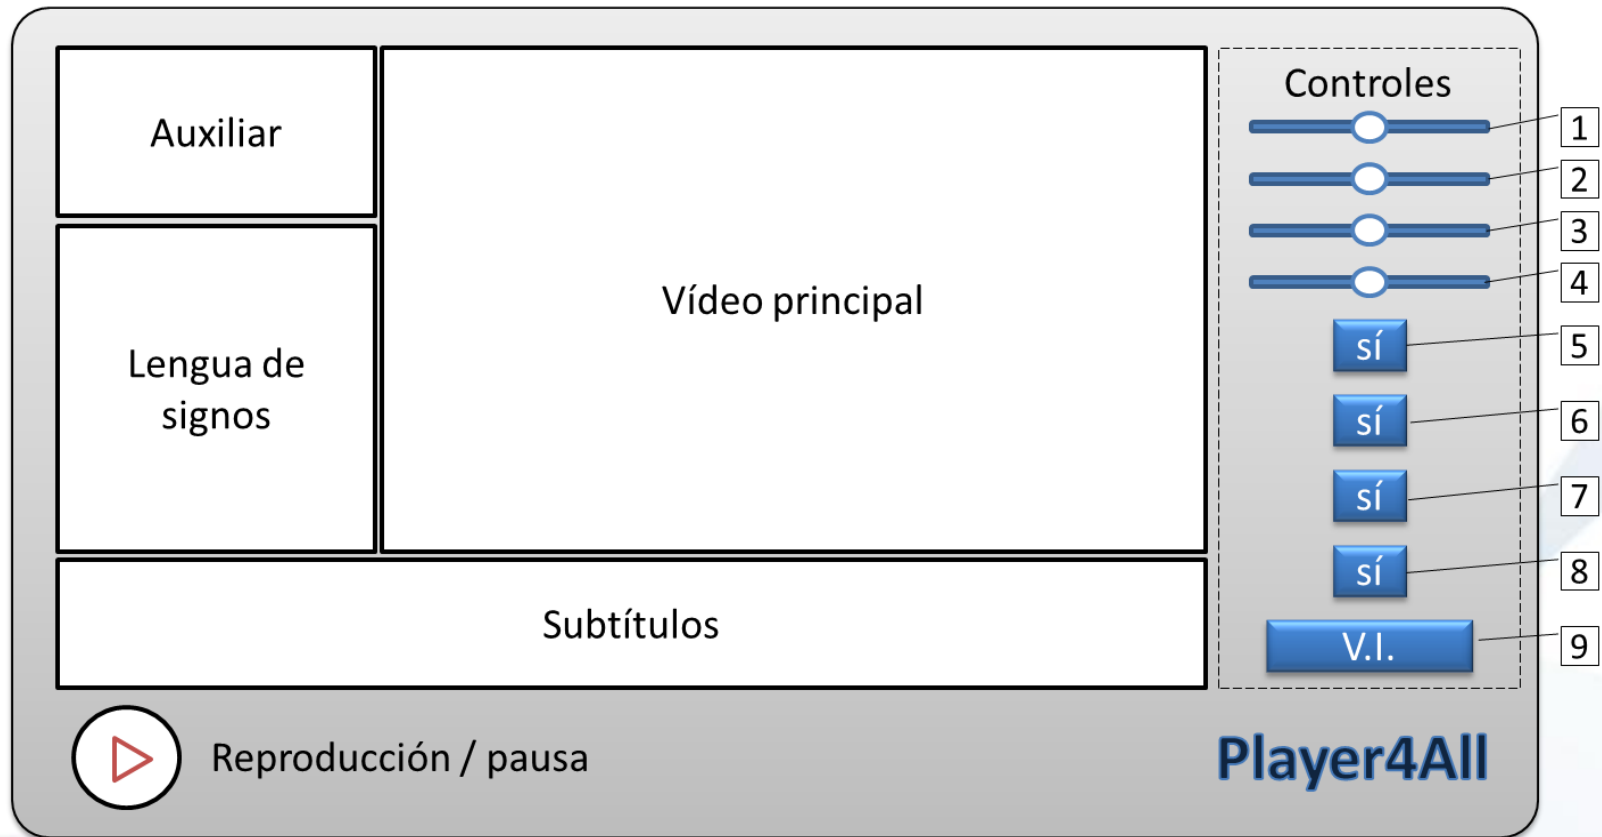 Auxiliar
Lengua de
signos
Vídeo principal
Subtítulos
Controles
1
2
3
4
sí
5
sí
6
sí
7
sí
8
V.I.
9
Reproducción / pausa
Player4All